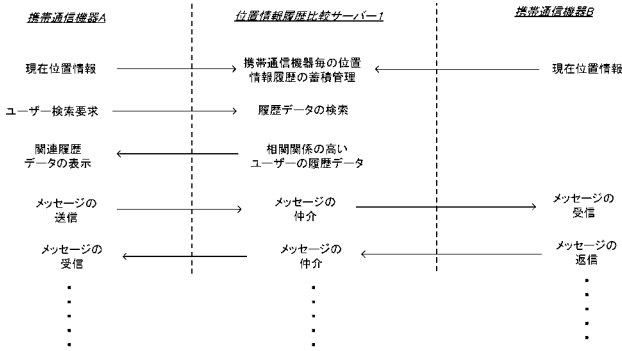 携帯通信機器A
位置情報履歴比較サーバー1
携帯通信機器B
現在位置情報
携帯通信機器毎の位置
情報履歴の蓄積管理
現在位置情報
ユーザー検索要求
履歴データの検索
関連履歴
データの表示
相関関係の高い
ユーザーの履歴データ
メッセージの
送信
メッセージの
仲介
メッセージの
受信
メッセージの
受信
メッセージの
仲介
メッセージの
返信